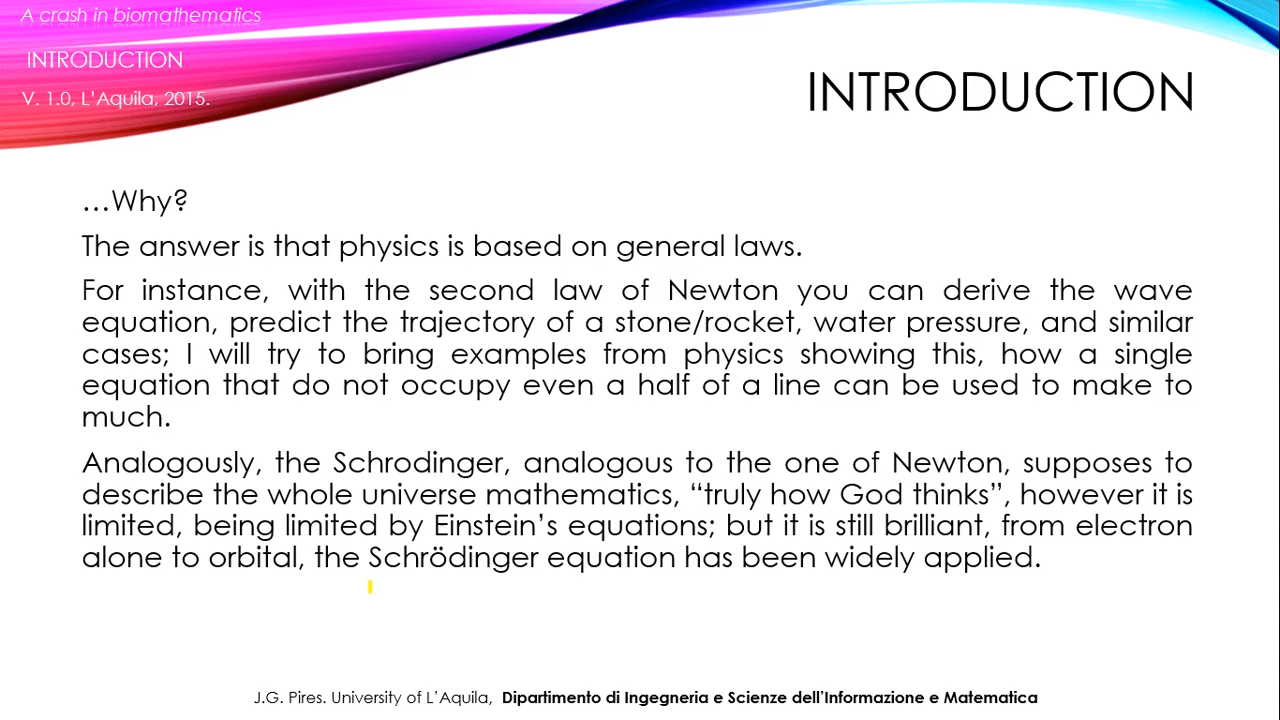 A crash in biomathematics
INTRODUCTION
V. 1.0, L'Aquila, 2015.
INTRODUCTION
…Why?
The answer is that physics is based on general laws.
For instance, with the second law of Newton you can derive the wave
equation, predict the trajectory of a stone/rocket, water pressure, and similar
cases; I will try to bring examples from physics showing this, how a single
equation that do not occupy even a half of a line can be used to make to
much.
Analogously, the Schrodinger, analogous to the one of Newton, supposes to
describe the whole universe mathematics, “truly how God thinks”, however it is
limited, being limited by Einstein’s equations; but it is still brilliant, from electron
alone to orbital, the Schrödinger equation has been widely applied.
J.G. Pires. University of L’Aquila, Dipartimento di Ingegneria e Scienze dell’Informazione e Matematica